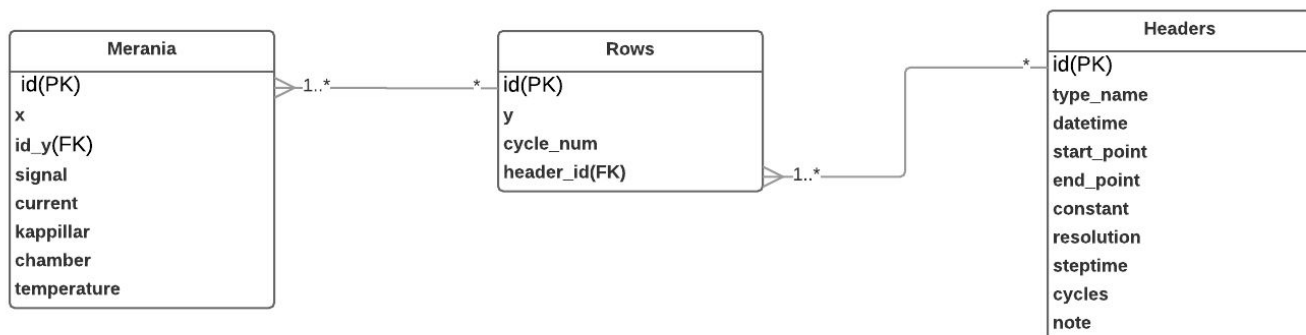 Merania
id(PK)
x
id_y(FK)
signal
current
kappillar
chamber
temperature
1..*
*
Rows
id(PK)
y
cycle_num
header_id(FK)
1..*
*
Headers
id(PK)
type_name
datetime
start_point
end_point
constant
resolution
steptime
cycles
note